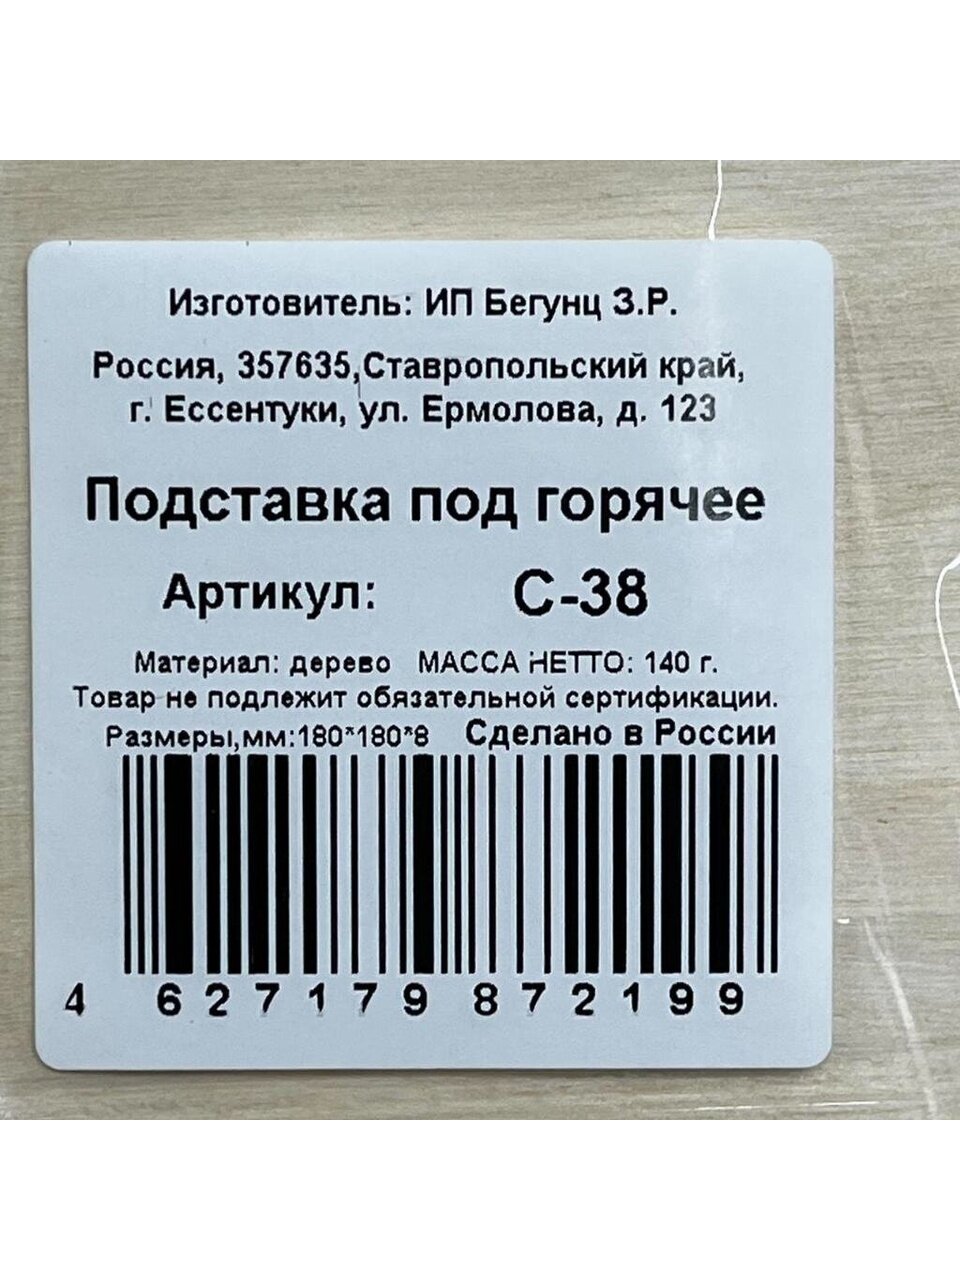 Изготовитель: ИП Бегунц З.Р.
Россия, 357635,Ставропольский край,
г. Ессентуки, ул. Ермолова, д. 123
Подставка под горячее
Артикул: С-38
Материал: дерево МАССА НЕТТО: 140 г.
Товар не подлежит обязательной сертификации.
Размеры,мм:180*180*8 Сделано в России
4 627179 872199